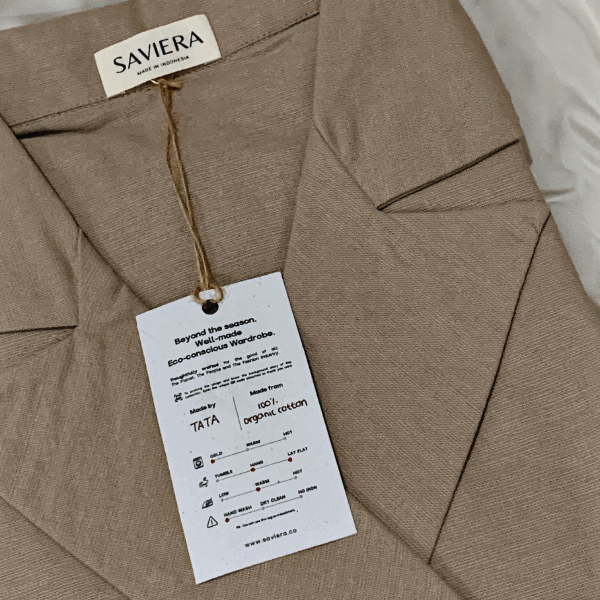 SAVIERA
MADE IN INDONESIA
Beyond the season.
Well-made
Eco-conscious Wardrobe.
Thoughtfully crafted for the good of all:
The Planet, The People and The Fashion Industry
Made by
TATA
Made from
100%
organic cotton
COLD WARM HOT
TUMBLE HANG LAY FLAT
LOW WARM HOT
HAND WASH DRY CLEAN NO IRON
www.saviera.co